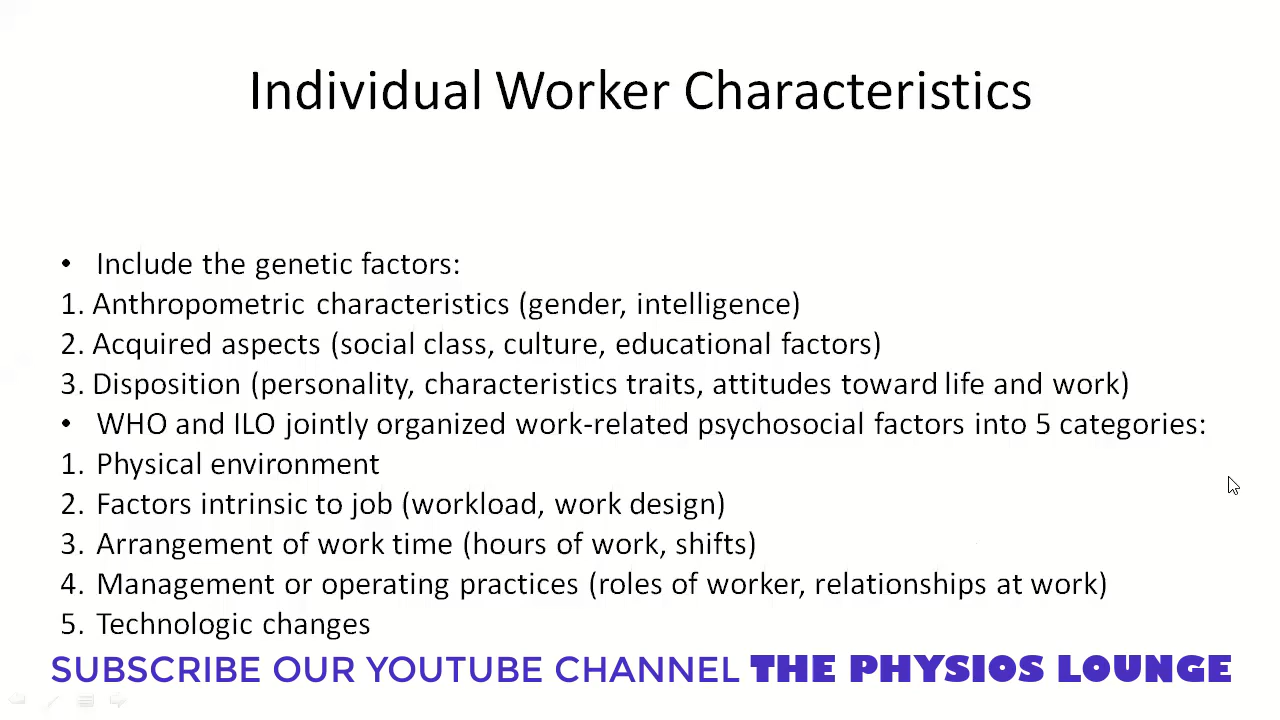 Individual Worker Characteristics
• Include the genetic factors:
1. Anthropometric characteristics (gender, intelligence)
2. Acquired aspects (social class, culture, educational factors)
3. Disposition (personality, characteristics traits, attitudes toward life and work)
• WHO and ILO jointly organized work-related psychosocial factors into 5 categories:
1. Physical environment
2. Factors intrinsic to job (workload, work design)
3. Arrangement of work time (hours of work, shifts)
4. Management or operating practices (roles of worker, relationships at work)
5. Technologic changes
SUBSCRIBE OUR YOUTUBE CHANNEL THE PHYSIOS LOUNGE